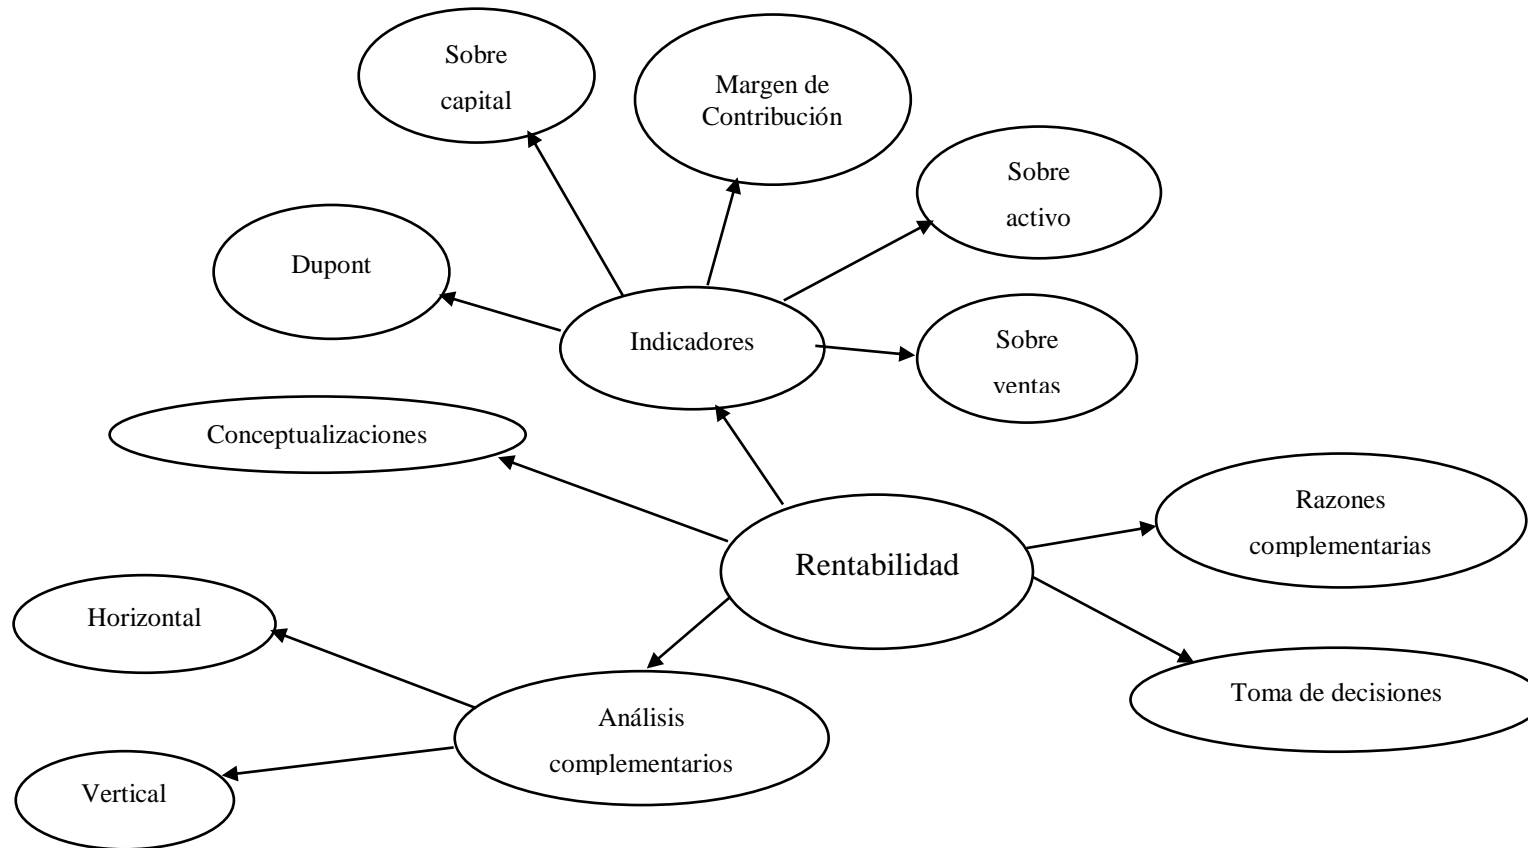 Sobre
capital
Margen de
Contribución
Sobre
activo
Dupont
Indicadores
Sobre
ventas
Conceptualizaciones
Razones
complementarias
Rentabilidad
Horizontal
Toma de decisiones
Análisis
complementarios
Vertical